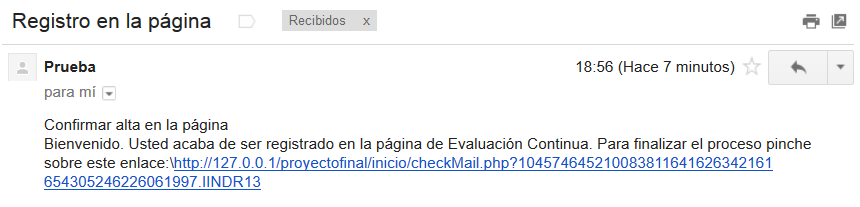 Registro en la página
Recibidos x
Prueba
18:56 (Hace 7 minutos)
para mí
Confirmar alta en la página
Bienvenido. Usted acaba de ser registrado en la página de Evaluación Continua. Para finalizar el proceso pinche
sobre este enlace:\http://127.0.0.1/proyectofinal/inicio/checkMail.php?104574645210083811641626342161
654305246226061997.IINDR13